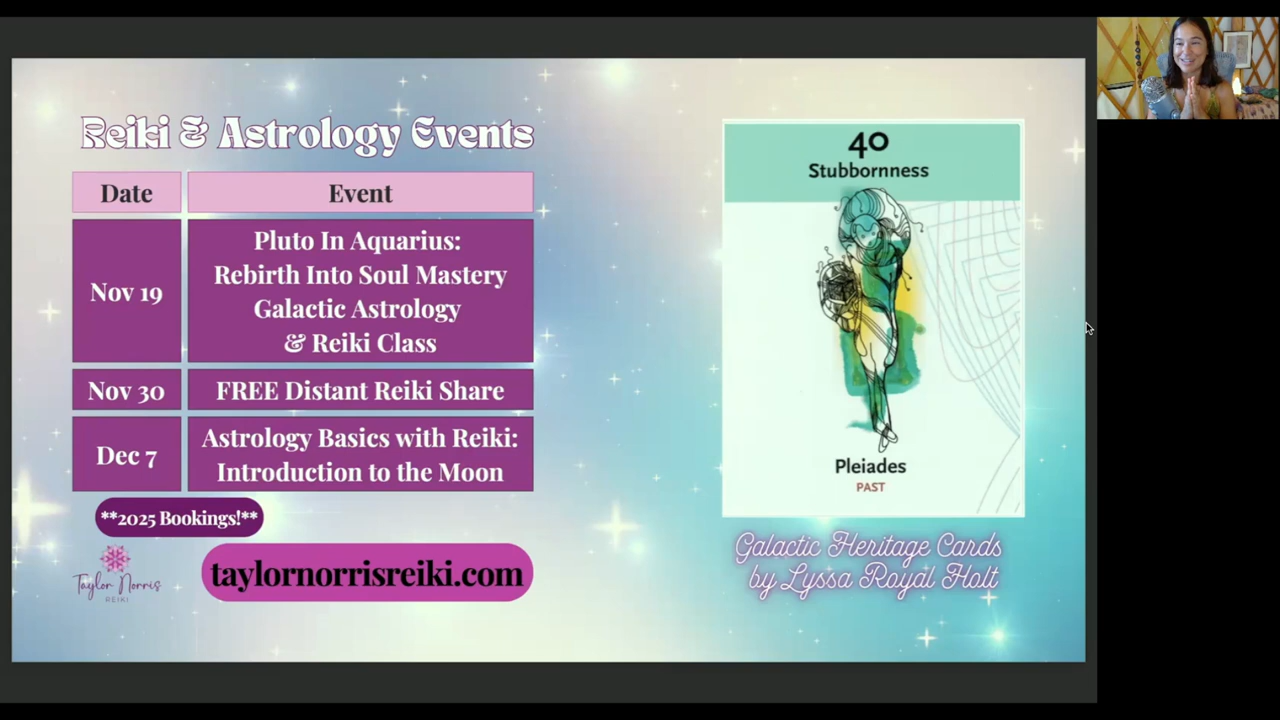 Reiki & Astrology Events
Date
Event
Nov 19
Pluto In Aquarius:
Rebirth Into Soul Mastery
Galactic Astrology
& Reiki Class
Nov 30
FREE Distant Reiki Share
Dec 7
Astrology Basics with Reiki:
Introduction to the Moon
**2025 Bookings!**
Taylor Norris
REIKI
taylornorrisreiki.com
40
Stubbornness
Pleiades
PAST
Galactic Heritage Cards
by Lyssa Royal Holt